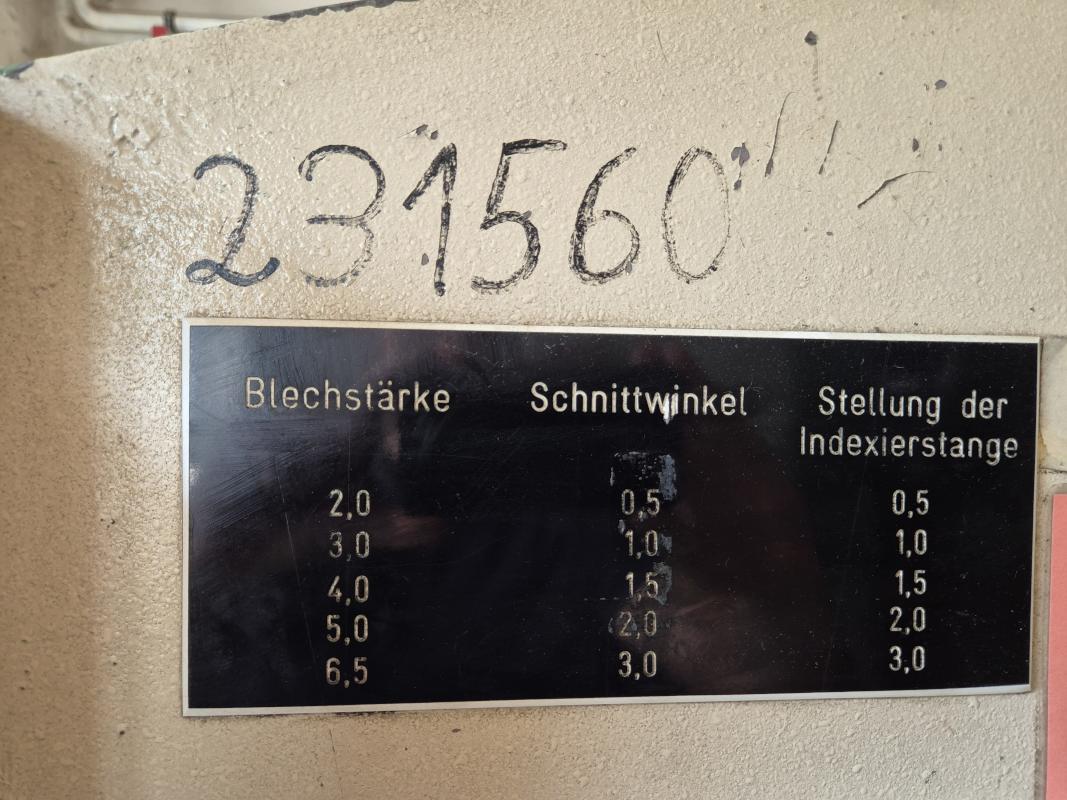 231560
Blechstärke Schnittwinkel Stellung der
Indexierstange
2,0 0,5 0,5
3,0 1,0 1,0
4,0 1,5 1,5
5,0 2,0 2,0
6,5 3,0 3,0